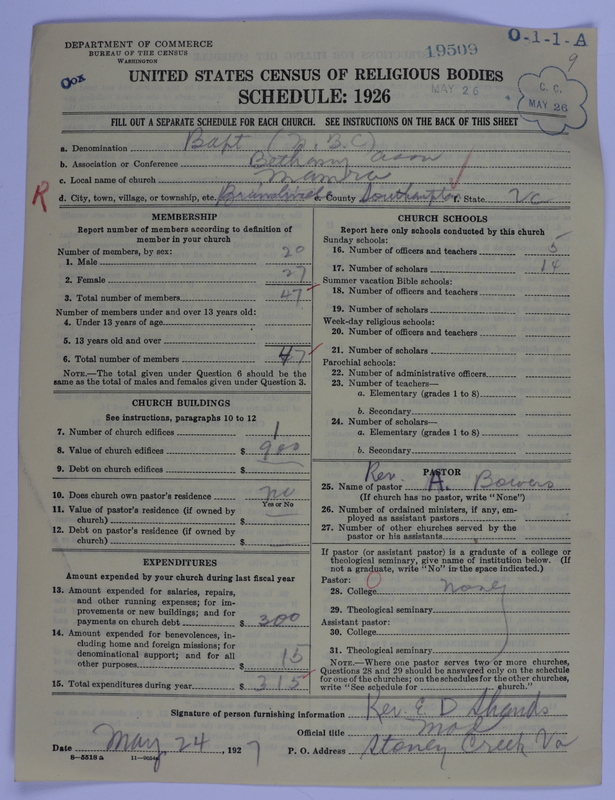 DEPARTMENT OF COMMERCE
BUREAU OF THE CENSUS
WASHINGTON
19509
O-1-1-A
9
MAY 26
C. C.
MAY 26
UNITED STATES CENSUS OF RELIGIOUS BODIES
SCHEDULE: 1926
FILL OUT A SEPARATE SCHEDULE FOR EACH CHURCH. SEE INSTRUCTIONS ON THE BACK OF THIS SHEET
a. Denomination Bapt (N.B.C)
b. Association or Conference Bethany Assn
c. Local name of church
R
d. City, town, village, or township, etc. e. County Southampton f. State Va
MEMBERSHIP
Report number of members according to definition of member in your church
Number of members, by sex:
1. Male 20
2. Female 27
3. Total number of members 47
Number of members under and over 13 years old:
4. Under 13 years of age
5. 13 years old and over
6. Total number of members 47
NOTE.—The total given under Question 6 should be the
same as the total of males and females given under Question 3.
CHURCH BUILDINGS
See instructions, paragraphs 10 to 12
7. Number of church edifices 1
8. Value of church edifices $ 900
9. Debt on church edifices $
10. Does church own pastor's residence no
Yes or No
11. Value of pastor's residence (if owned by
church) $
12. Debt on pastor's residence (if owned by
church) $
EXPENDITURES
Amount expended by your church during last fiscal year
13. Amount expended for salaries, repairs,
and other running expenses; for im-
provements or new buildings; and for
payments on church debt $ 300
14. Amount expended for benevolences, in-
cluding home and foreign missions; for
denominational support; and for all
other purposes $ 15
15. Total expenditures during year $ 315
CHURCH SCHOOLS
Report here only schools conducted by this church
Sunday schools:
16. Number of officers and teachers 5
17. Number of scholars 14
Summer vacation Bible schools:
18. Number of officers and teachers
19. Number of scholars
Week-day religious schools:
20. Number of officers and teachers
21. Number of scholars
Parochial schools:
22. Number of administrative officers
23. Number of teachers—
a. Elementary (grades 1 to 8)
b. Secondary
24. Number of scholars—
a. Elementary (grades 1 to 8)
b. Secondary
PASTOR
25. Name of pastor Rev. A. Bowers
(If church has no pastor, write "None")
26. Number of ordained ministers, if any, em-
ployed as assistant pastors
27. Number of other churches served by the
pastor or his assistants
If pastor (or assistant pastor) is a graduate of a college or
theological seminary, give name of institution below. (If
not a graduate, write "No" in the space indicated.)
Pastor:
28. College 0 none
29. Theological seminary
Assistant pastor:
30. College
31. Theological seminary
NOTE.—Where one pastor serves two or more churches,
Questions 28 and 29 should be answered only on the schedule
for one of the churches; on the schedules for the other churches,
write "See schedule for church."
Signature of person furnishing information Rev. E D Shands
Official title Mod
Date May 24, 1927 P. O. Address Stoney Creek Va
8-5518 a